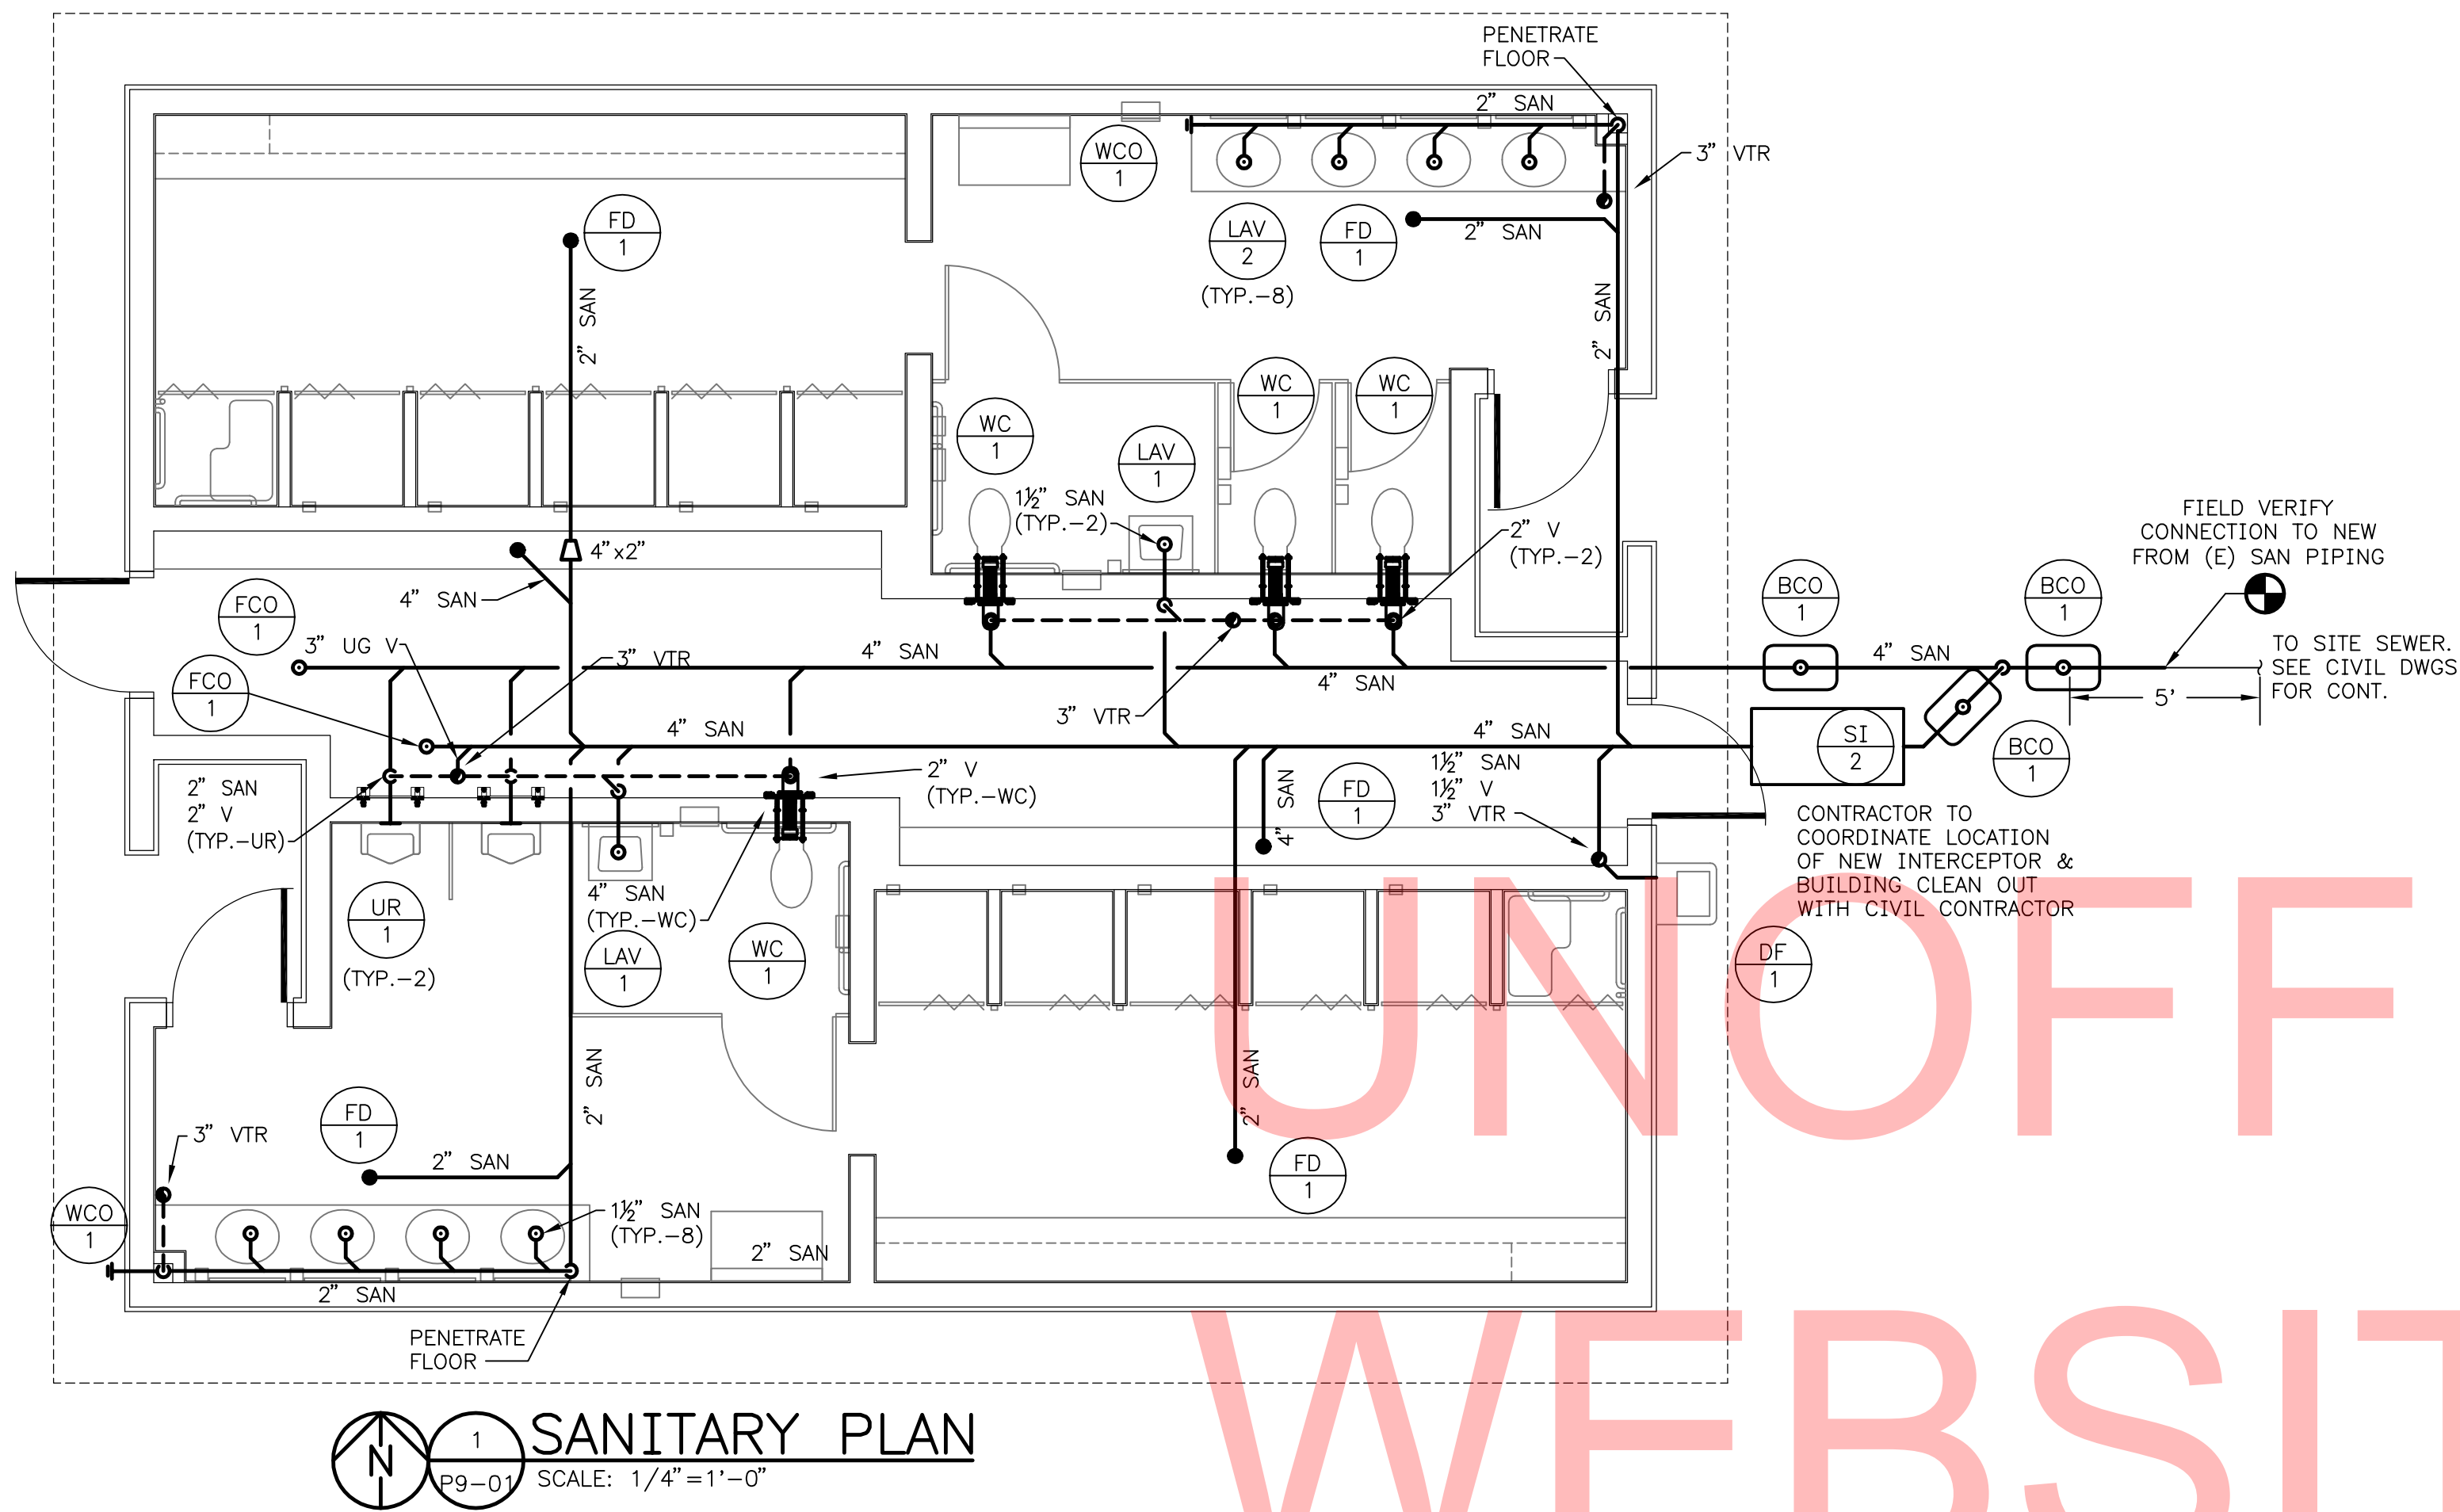 PENETRATE
FLOOR
2" SAN
WCO
1
3" VTR
FD
1
LAV
2
(TYP.-8)
FD
1
2" SAN
2" SAN
2" SAN
WC
1
WC
1
WC
1
LAV
1
1½" SAN
(TYP.-2)
2" V
(TYP.-2)
FIELD VERIFY
CONNECTION TO NEW
FROM (E) SAN PIPING
4"x2"
4" SAN
FCO
1
BCO
1
BCO
1
3" UG V
3" VTR
4" SAN
4" SAN
4" SAN
TO SITE SEWER.
SEE CIVIL DWGS
FOR CONT.
5'
FCO
1
3" VTR
4" SAN
4" SAN
SI
2
BCO
1
2" SAN
2" V
(TYP.-UR)
2" V
(TYP.-WC)
4" SAN
FD
1
1½" SAN
1½" V
3" VTR
CONTRACTOR TO
COORDINATE LOCATION
OF NEW INTERCEPTOR &
BUILDING CLEAN OUT
WITH CIVIL CONTRACTOR
UR
1
(TYP.-2)
4" SAN
(TYP.-WC)
LAV
1
WC
1
DF
1
UNOFF
2" SAN
2" SAN
FD
1
3" VTR
2" SAN
FD
1
WCO
1
1½" SAN
(TYP.-8)
2" SAN
2" SAN
PENETRATE
FLOOR
WEBSIT
N
1
P9-01
SANITARY PLAN
SCALE: 1/4"=1'-0"